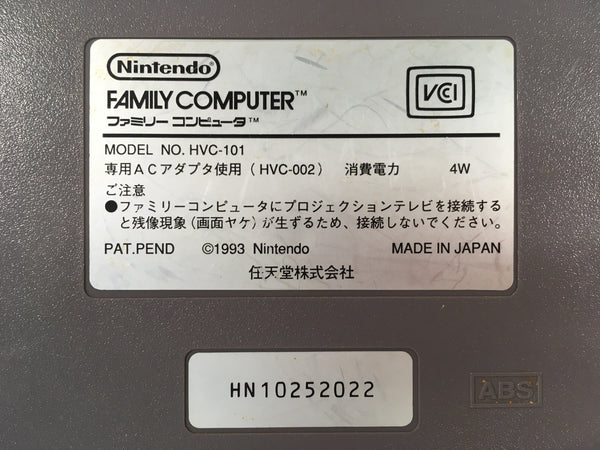 Nintendo
FAMILY COMPUTER™
ファミリー コンピュータ™
VCCI
MODEL NO. HVC-101
専用ACアダプタ使用(HVC-002) 消費電力 4W
ご注意
●ファミリーコンピュータにプロジェクションテレビを接続する
と残像現象(画面ヤケ)が生ずるため、接続しないでください。
PAT.PEND ©1993 Nintendo MADE IN JAPAN
任天堂株式会社
HN10252022
ABS